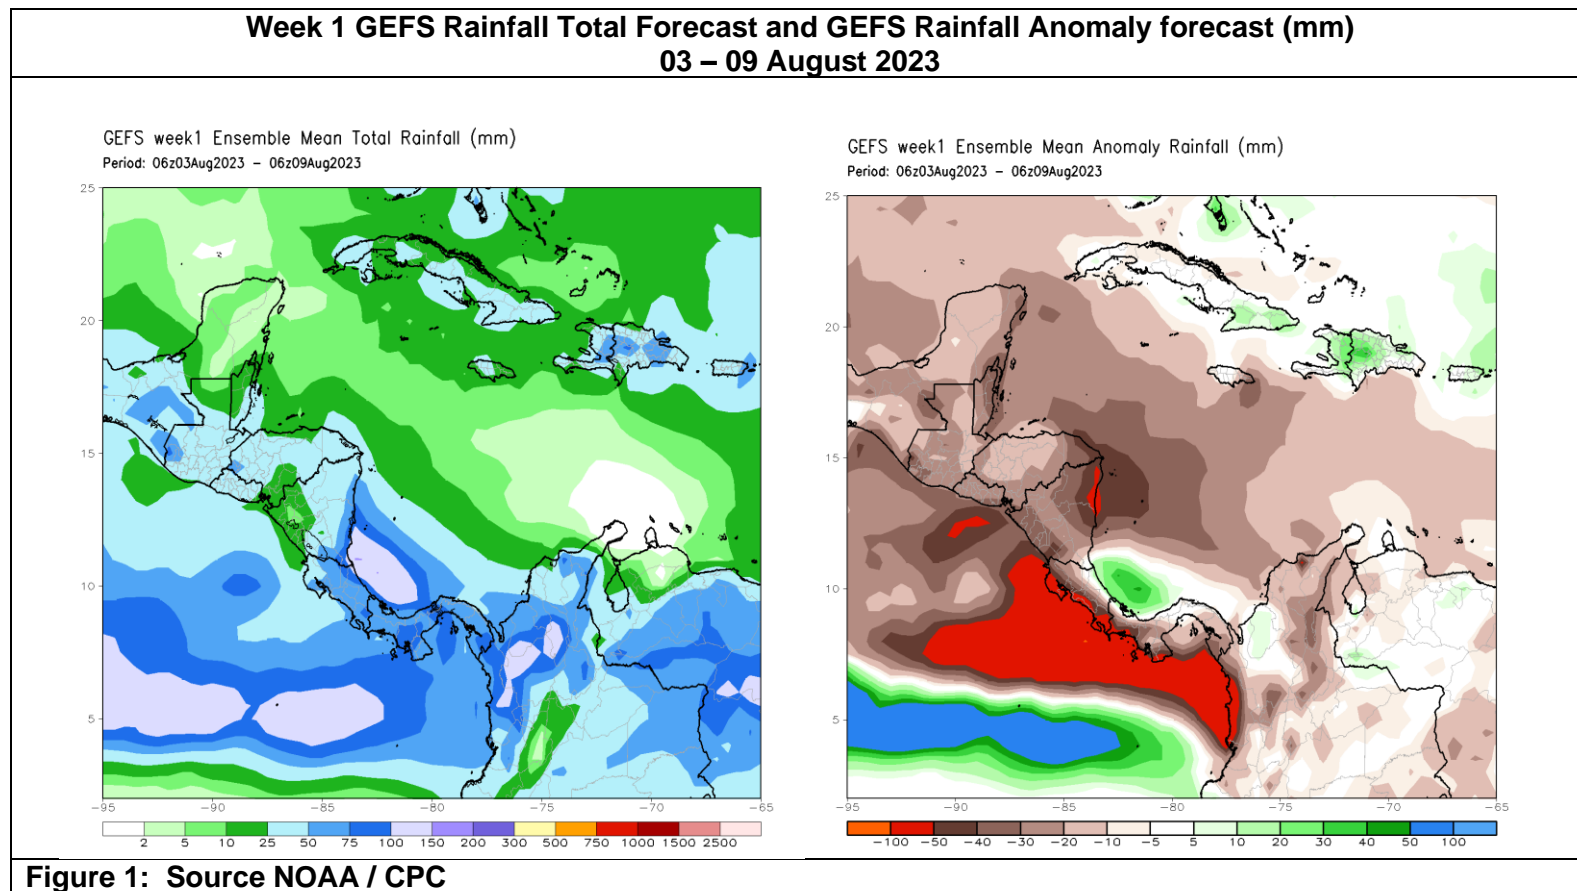 Week 1 GEFS Rainfall Total Forecast and GEFS Rainfall Anomaly forecast (mm)
03 – 09 August 2023
GEFS week1 Ensemble Mean Total Rainfall (mm)
Period: 06z03Aug2023 – 06z09Aug2023
25
20
15
10
5
−95 −90 −85 −80 −75 −70 −65
2 5 10 25 50 75 100 150 200 300 500 750 1000 1500 2500
GEFS week1 Ensemble Mean Anomaly Rainfall (mm)
Period: 06z03Aug2023 – 06z09Aug2023
25
20
15
10
5
−95 −90 −85 −80 −75 −70 −65
−100 −50 −40 −30 −20 −10 −5 5 10 20 30 40 50 100
Figure 1: Source NOAA / CPC